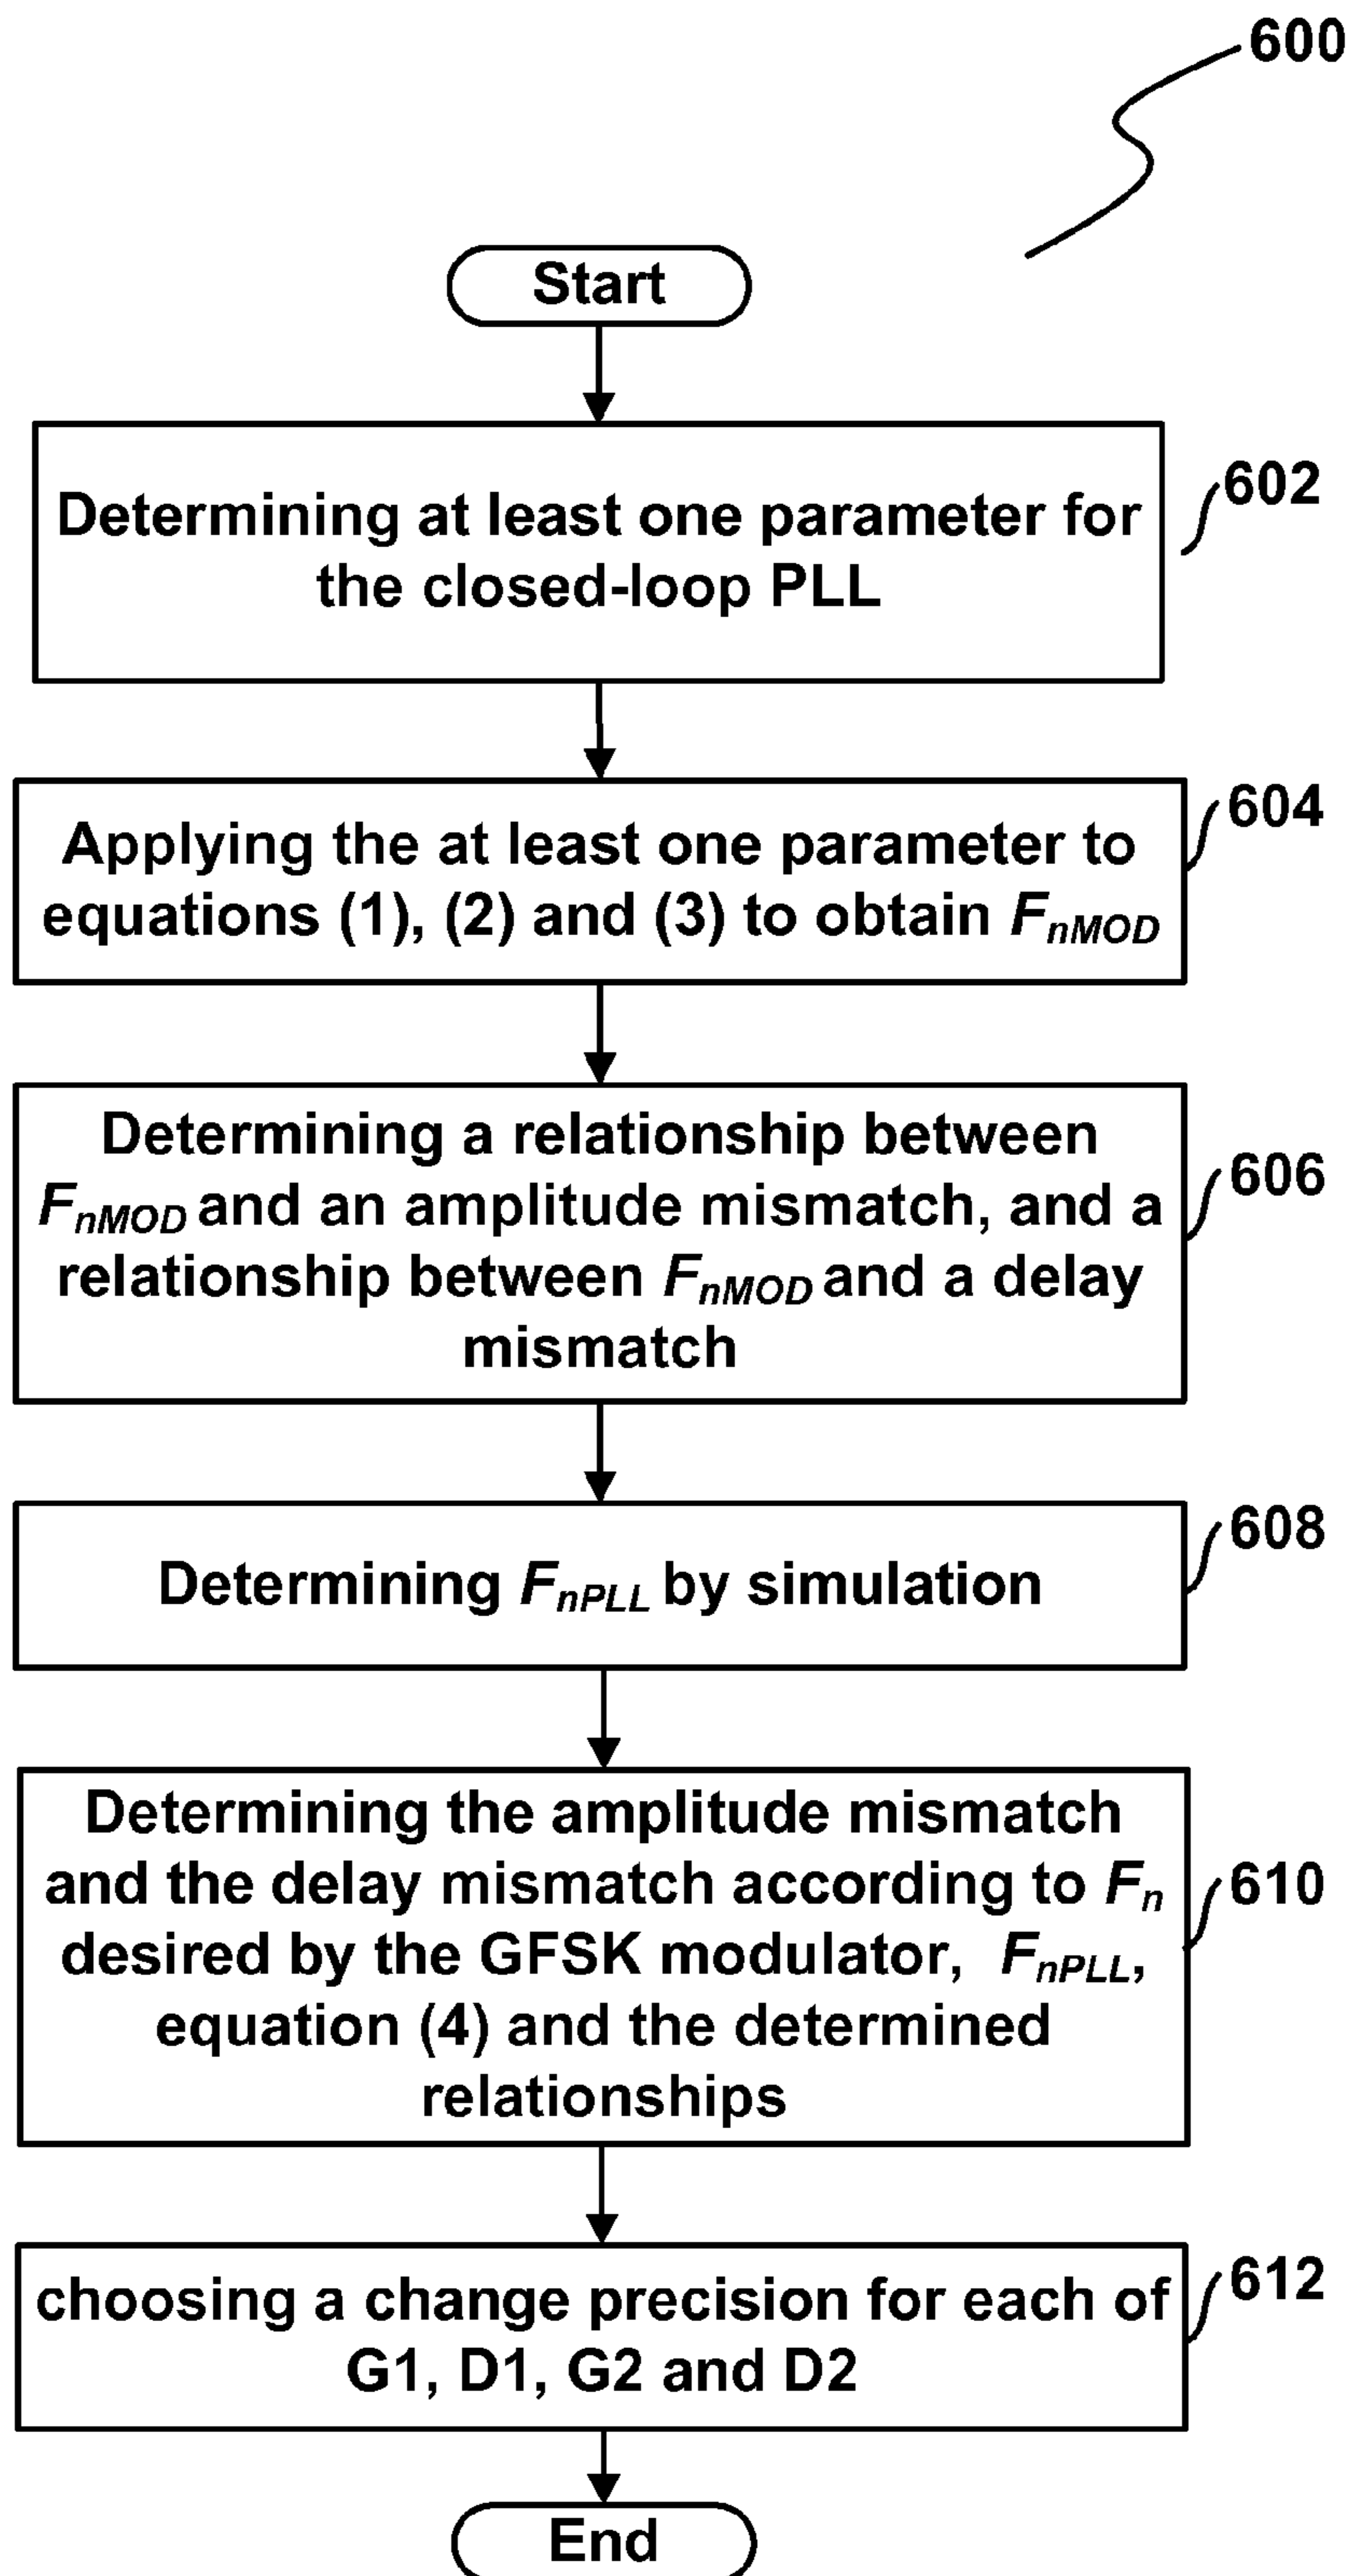 600
Start
Determining at least one parameter for
the closed-loop PLL
602
Applying the at least one parameter to
equations (1), (2) and (3) to obtain FnMOD
604
Determining a relationship between
FnMOD and an amplitude mismatch, and a
relationship between FnMOD and a delay
mismatch
606
Determining FnPLL by simulation
608
Determining the amplitude mismatch
and the delay mismatch according to Fn
desired by the GFSK modulator, FnPLL,
equation (4) and the determined
relationships
610
choosing a change precision for each of
G1, D1, G2 and D2
612
End